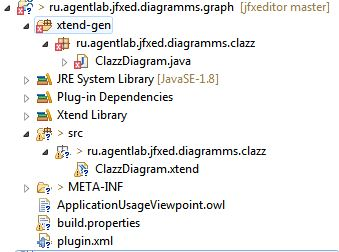 > ru.agentlab.jfxed.diagramms.graph [jfxeditor master]
xtend-gen
ru.agentlab.jfxed.diagramms.clazz
ClazzDiagram.java
JRE System Library [JavaSE-1.8]
Plug-in Dependencies
Xtend Library
> src
> ru.agentlab.jfxed.diagramms.clazz
ClazzDiagram.xtend
> META-INF
ApplicationUsageViewpoint.owl
build.properties
plugin.xml